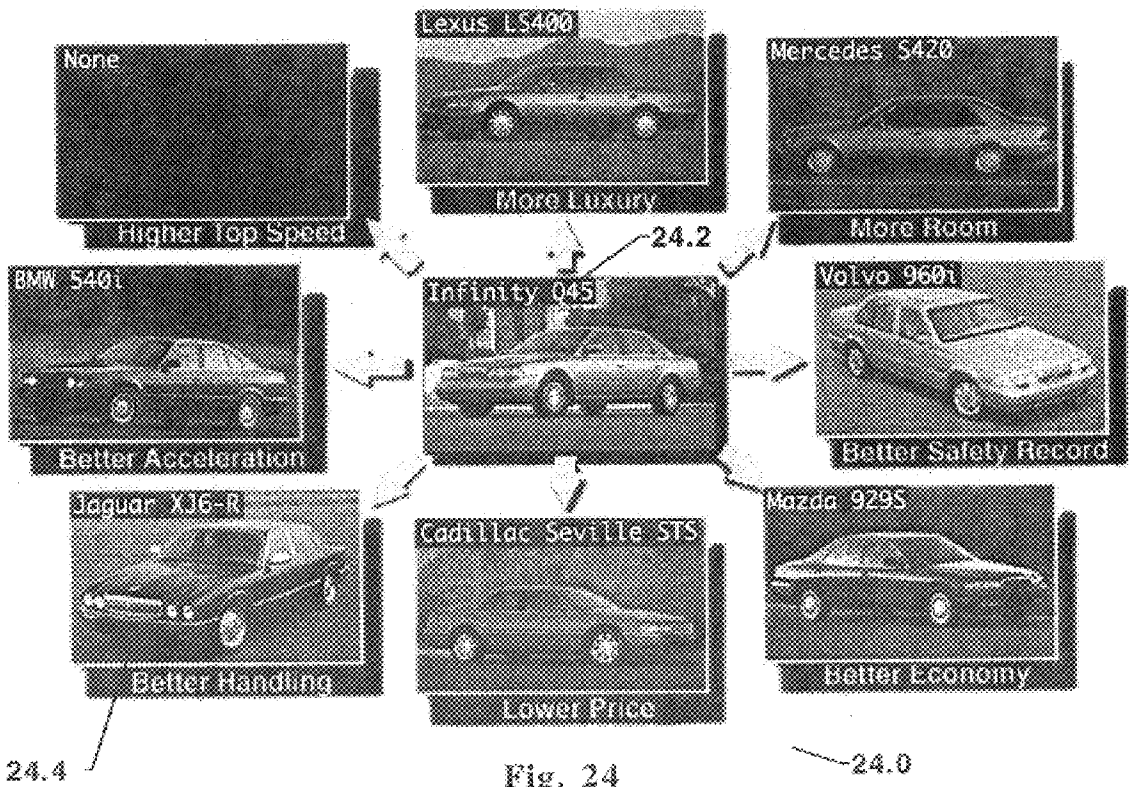 None
Lexus LS400
Mercedes S420
Higher Top Speed
More Luxury
More Room
24.2
BMW 540i
Infinity Q45
Volvo 960i
Better Acceleration
Better Safety Record
Jaguar XJ6-R
Cadillac Seville STS
Mazda 929S
Better Handling
Lower Price
Better Economy
24.4
Fig. 24
24.0